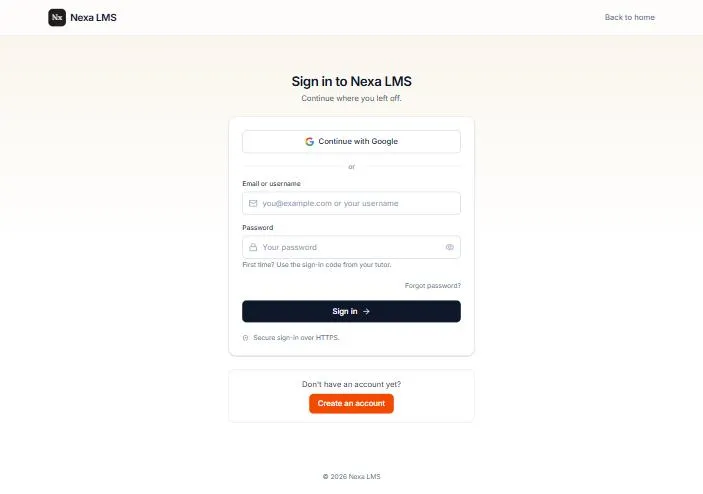 Nx Nexa LMS
Back to home
Sign in to Nexa LMS
Continue where you left off.
Continue with Google
or
Email or username
you@example.com or your username
Password
Your password
First time? Use the sign-in code from your tutor.
Forgot password?
Sign in →
Secure sign-in over HTTPS.
Don't have an account yet?
Create an account
© 2026 Nexa LMS